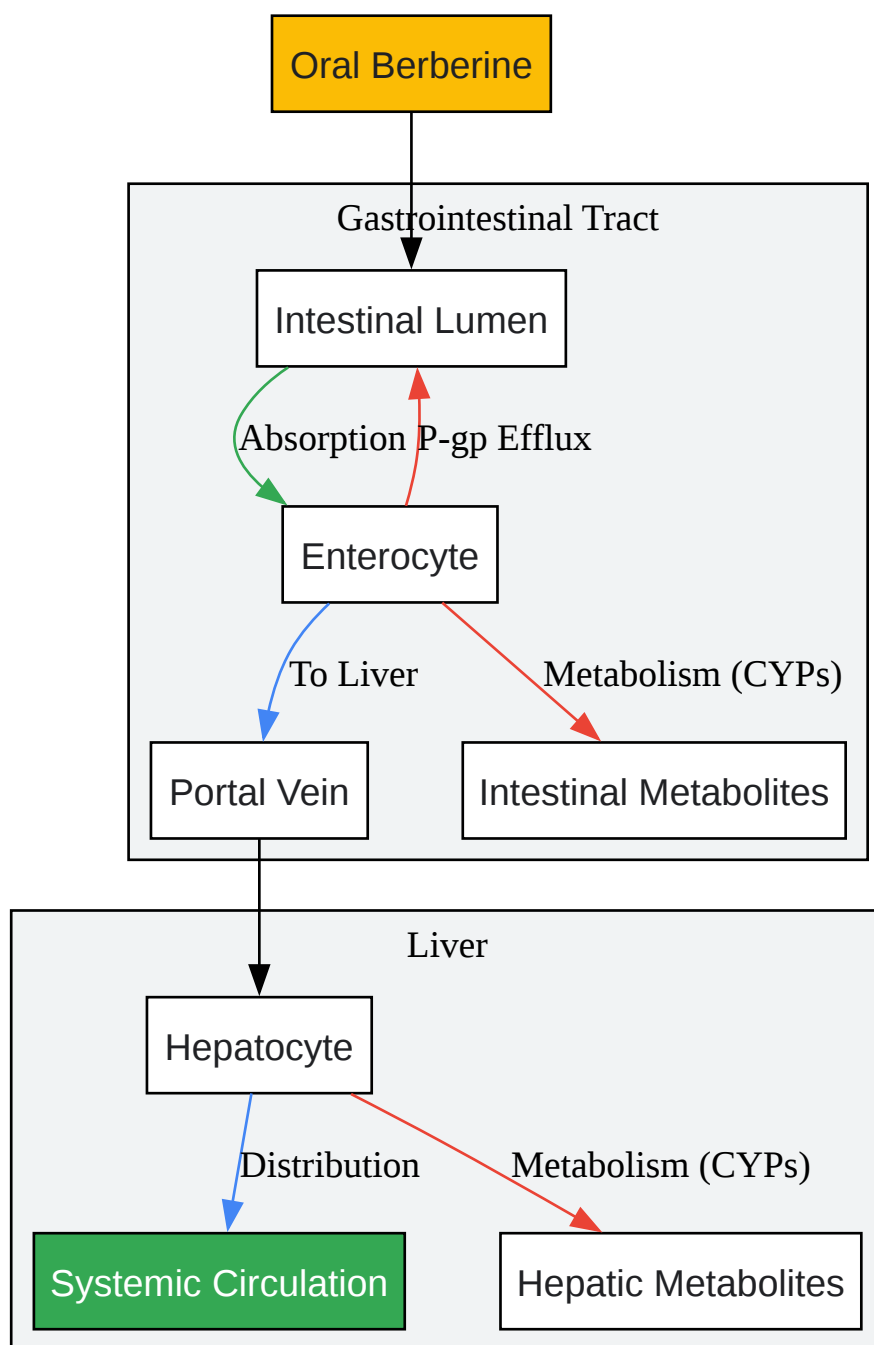 Oral Berberine
Gastrointestinal Tract
Intestinal Lumen
Absorption
P-gp Efflux
Enterocyte
To Liver
Metabolism (CYPs)
Portal Vein
Intestinal Metabolites
Liver
Hepatocyte
Distribution
Metabolism (CYPs)
Systemic Circulation
Hepatic Metabolites